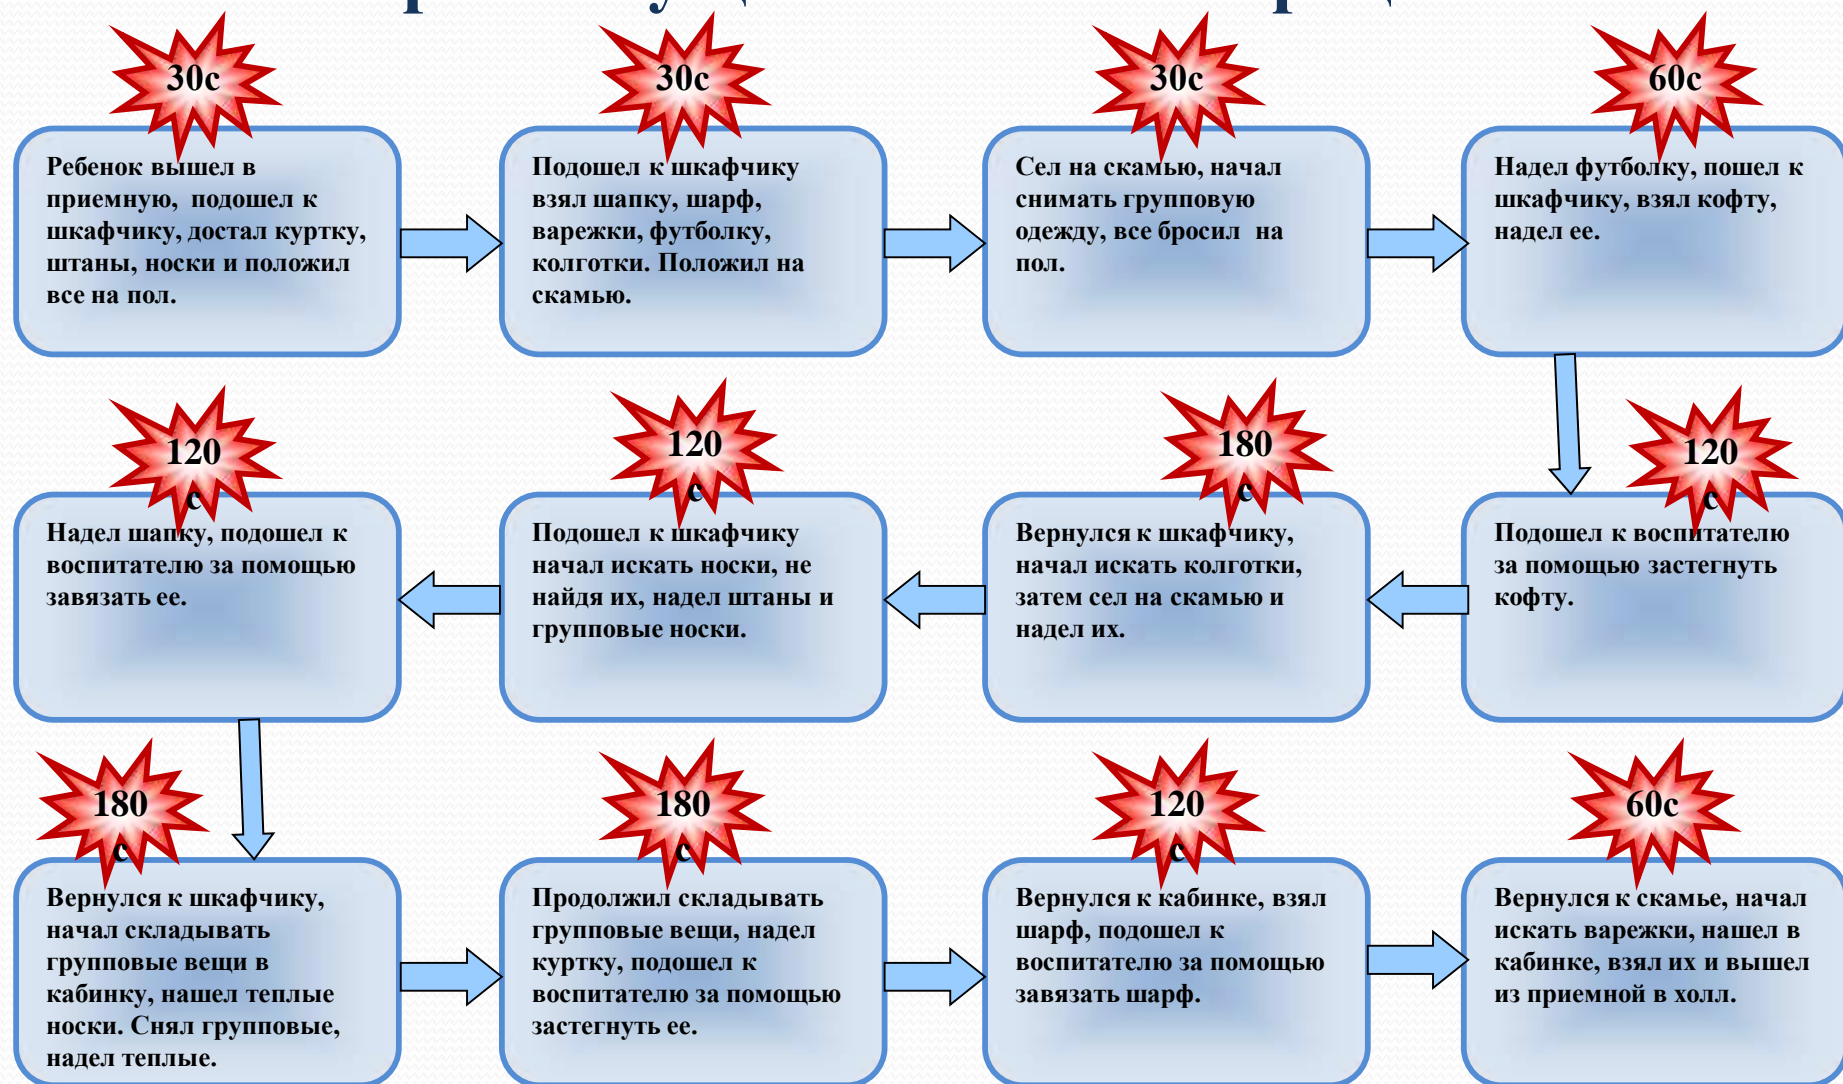 30с
Ребенок вышел в
приемную, подошел к
шкафчику, достал куртку,
штаны, носки и положил
все на пол.
30с
Подошел к шкафчику
взял шапку, шарф,
варежки, футболку,
колготки. Положил на
скамью.
30с
Сел на скамью, начал
снимать групповую
одежду, все бросил на
пол.
60с
Надел футболку, пошел к
шкафчику, взял кофту,
надел ее.
120
с
Подошел к воспитателю
за помощью застегнуть
кофту.
180
с
Вернулся к шкафчику,
начал искать колготки,
затем сел на скамью и
надел их.
120
с
Подошел к шкафчику
начал искать носки, не
найдя их, надел штаны и
групповые носки.
120
с
Надел шапку, подошел к
воспитателю за помощью
завязать ее.
180
с
Вернулся к шкафчику,
начал складывать
групповые вещи в
кабинку, нашел теплые
носки. Снял групповые,
надел теплые.
180
с
Продолжил складывать
групповые вещи, надел
куртку, подошел к
воспитателю за помощью
застегнуть ее.
120
с
Вернулся к кабинке, взял
шарф, подошел к
воспитателю за помощью
завязать шарф.
60с
Вернулся к скамье, начал
искать варежки, нашел в
кабинке, взял их и вышел
из приемной в холл.